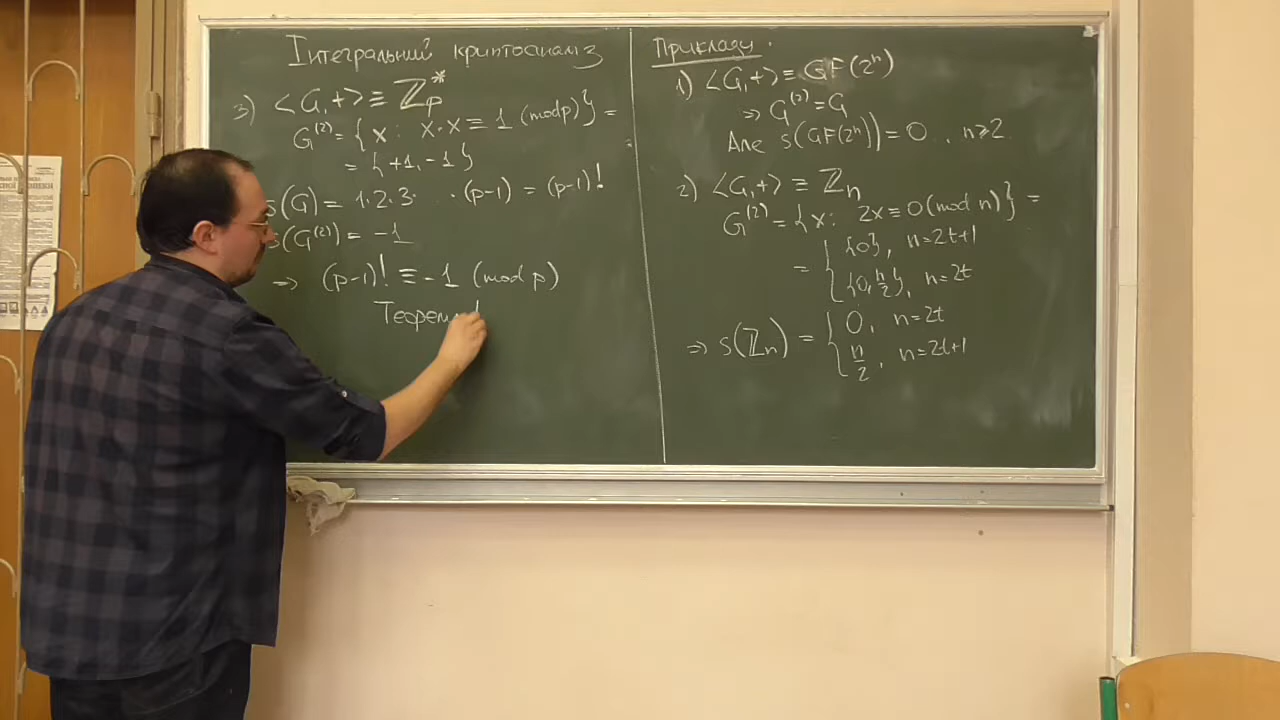 Інтегральний криптоаналіз
3) <G,+> ≡ ℤₚ*
G⁽²⁾ = { x : x·x ≡ 1 (mod p) } =
= { +1, -1 }
s(G) = 1·2·3· .. ·(p-1) = (p-1)!
s(G⁽²⁾) = -1
⇒ (p-1)! ≡ -1 (mod p)
Теорем
Приклади.
1) <G,+> ≡ GF(2ⁿ)
⇒ G⁽²⁾ = G
Але s(GF(2ⁿ)) = 0, n≥2
2) <G,+> ≡ ℤₙ
G⁽²⁾ = { x : 2x ≡ 0 (mod n) } =
= { {0}, n=2t+1
{0, n/2}, n=2t
⇒ s(ℤₙ) = { 0, n=2t
n/2, n=2t+1